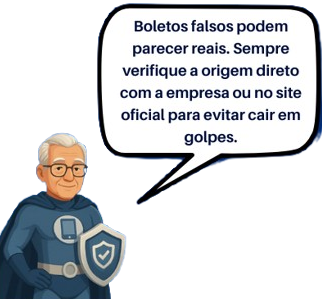 Boletos falsos podem
parecer reais. Sempre
verifique a origem direto
com a empresa ou no site
oficial para evitar cair em
golpes.